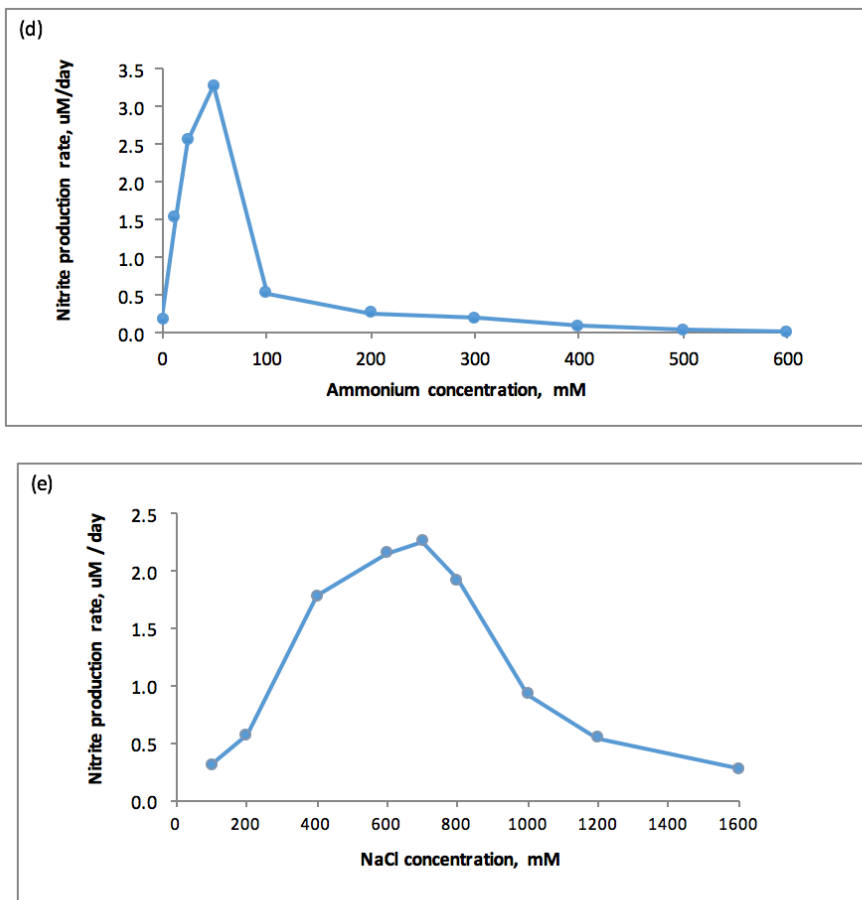 (d)
Nitrite production rate, uM/day
3.5
3.0
2.5
2.0
1.5
1.0
0.5
0.0
0 100 200 300 400 500 600
Ammonium concentration, mM
(e)
Nitrite production rate, uM / day
2.5
2.0
1.5
1.0
0.5
0.0
0 200 400 600 800 1000 1200 1400 1600
NaCl concentration, mM